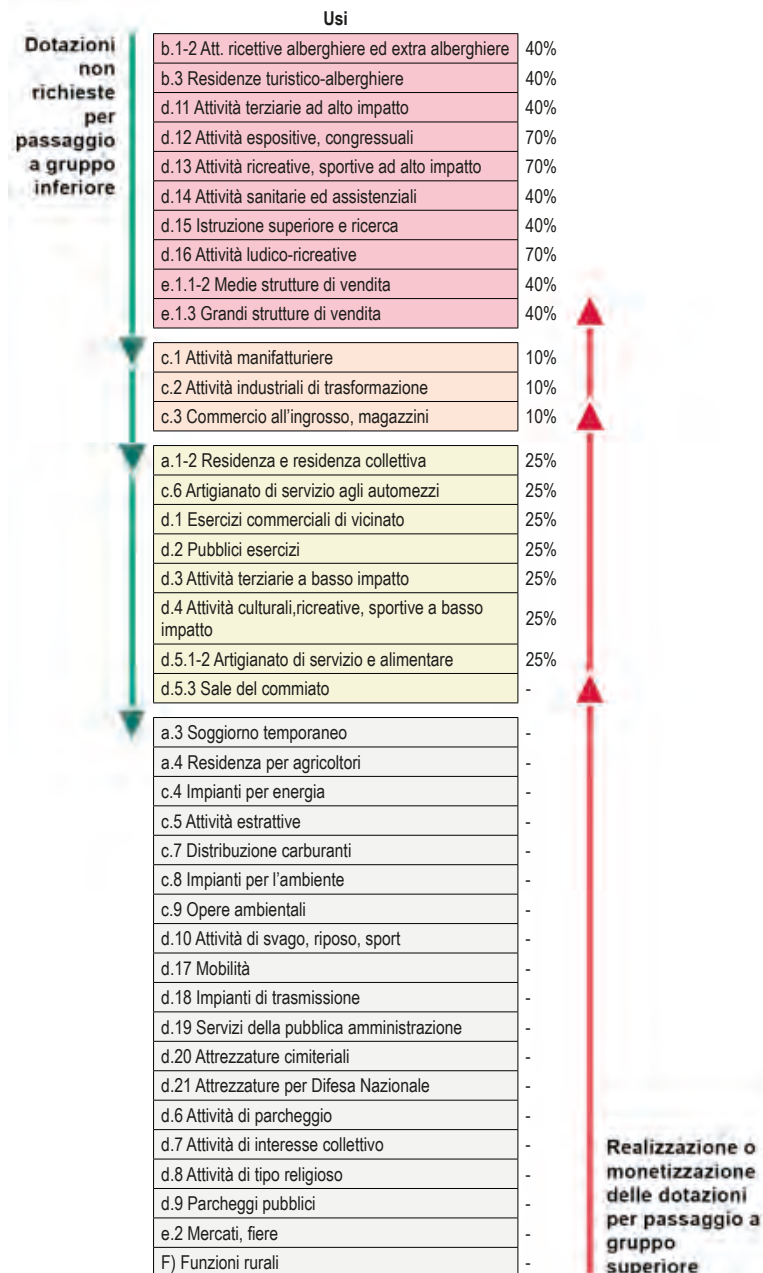 Usi
Dotazioni
non
richieste
per
passaggio
a gruppo
inferiore
b.1-2 Att. ricettive alberghiere ed extra alberghiere 40%
b.3 Residenze turistico-alberghiere 40%
d.11 Attività terziarie ad alto impatto 40%
d.12 Attività espositive, congressuali 70%
d.13 Attività ricreative, sportive ad alto impatto 70%
d.14 Attività sanitarie ed assistenziali 40%
d.15 Istruzione superiore e ricerca 40%
d.16 Attività ludico-ricreative 70%
e.1.1-2 Medie strutture di vendita 40%
e.1.3 Grandi strutture di vendita 40%
c.1 Attività manifatturiere 10%
c.2 Attività industriali di trasformazione 10%
c.3 Commercio all'ingrosso, magazzini 10%
a.1-2 Residenza e residenza collettiva 25%
c.6 Artigianato di servizio agli automezzi 25%
d.1 Esercizi commerciali di vicinato 25%
d.2 Pubblici esercizi 25%
d.3 Attività terziarie a basso impatto 25%
d.4 Attività culturali,ricreative, sportive a basso
impatto 25%
d.5.1-2 Artigianato di servizio e alimentare 25%
d.5.3 Sale del commiato -
a.3 Soggiorno temporaneo -
a.4 Residenza per agricoltori -
c.4 Impianti per energia -
c.5 Attività estrattive -
c.7 Distribuzione carburanti -
c.8 Impianti per l'ambiente -
c.9 Opere ambientali -
d.10 Attività di svago, riposo, sport -
d.17 Mobilità -
d.18 Impianti di trasmissione -
d.19 Servizi della pubblica amministrazione -
d.20 Attrezzature cimiteriali -
d.21 Attrezzature per Difesa Nazionale -
d.6 Attività di parcheggio -
d.7 Attività di interesse collettivo -
d.8 Attività di tipo religioso -
d.9 Parcheggi pubblici -
e.2 Mercati, fiere -
F) Funzioni rurali -
Realizzazione o
monetizzazione
delle dotazioni
per passaggio a
gruppo
superiore